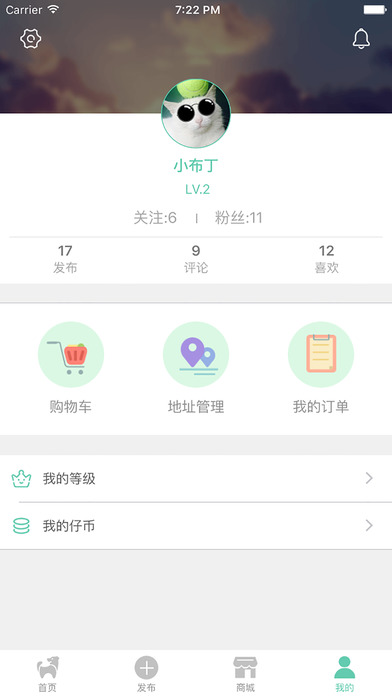 Carrier 7:22 PM
小布丁
LV.2
关注:6 | 粉丝:11
17 9 12
发布 评论 喜欢
购物车 地址管理 我的订单
我的等级
我的仔币
首页 发布 商城 我的